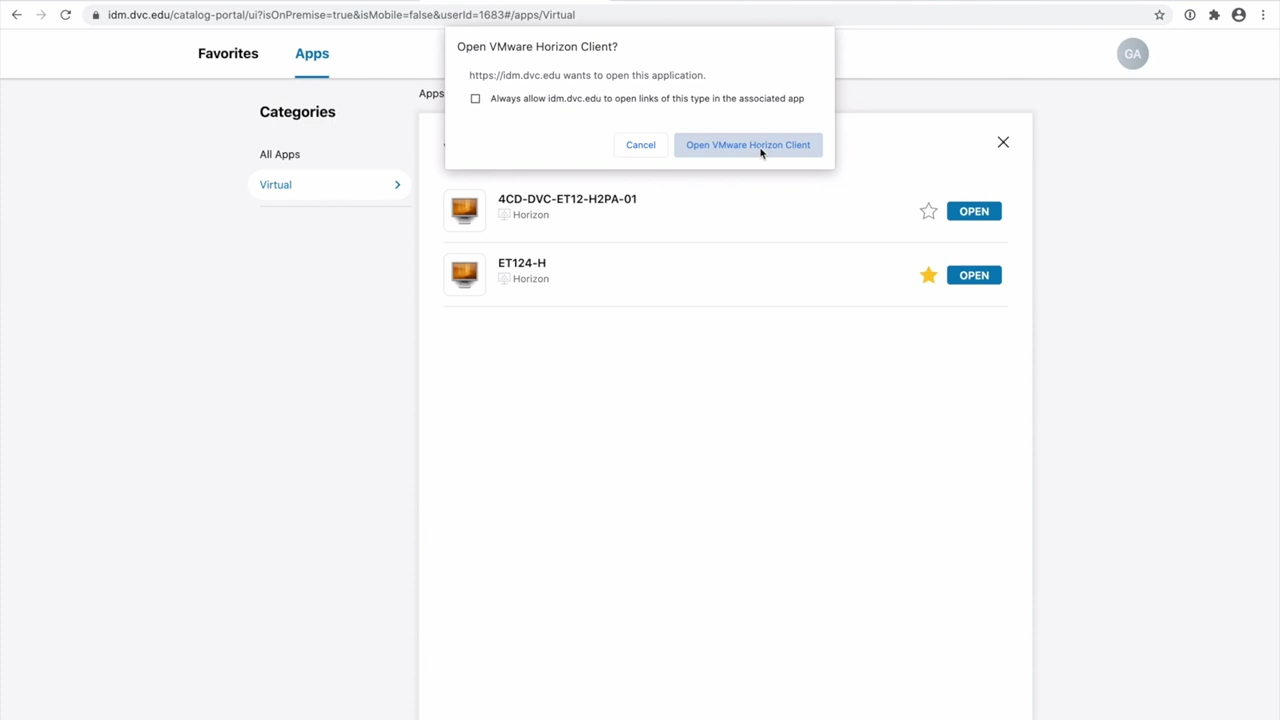 idm.dvc.edu/catalog-portal/ui?isOnPremise=true&isMobile=false&userId=1683#/apps/Virtual
Open VMware Horizon Client?
Favorites
Apps
GA
https://idm.dvc.edu wants to open this application.
Apps
Always allow idm.dvc.edu to open links of this type in the associated app
Categories
Cancel
Open VMware Horizon Client
All Apps
Virtual
4CD-DVC-ET12-H2PA-01
Horizon
OPEN
ET124-H
Horizon
OPEN